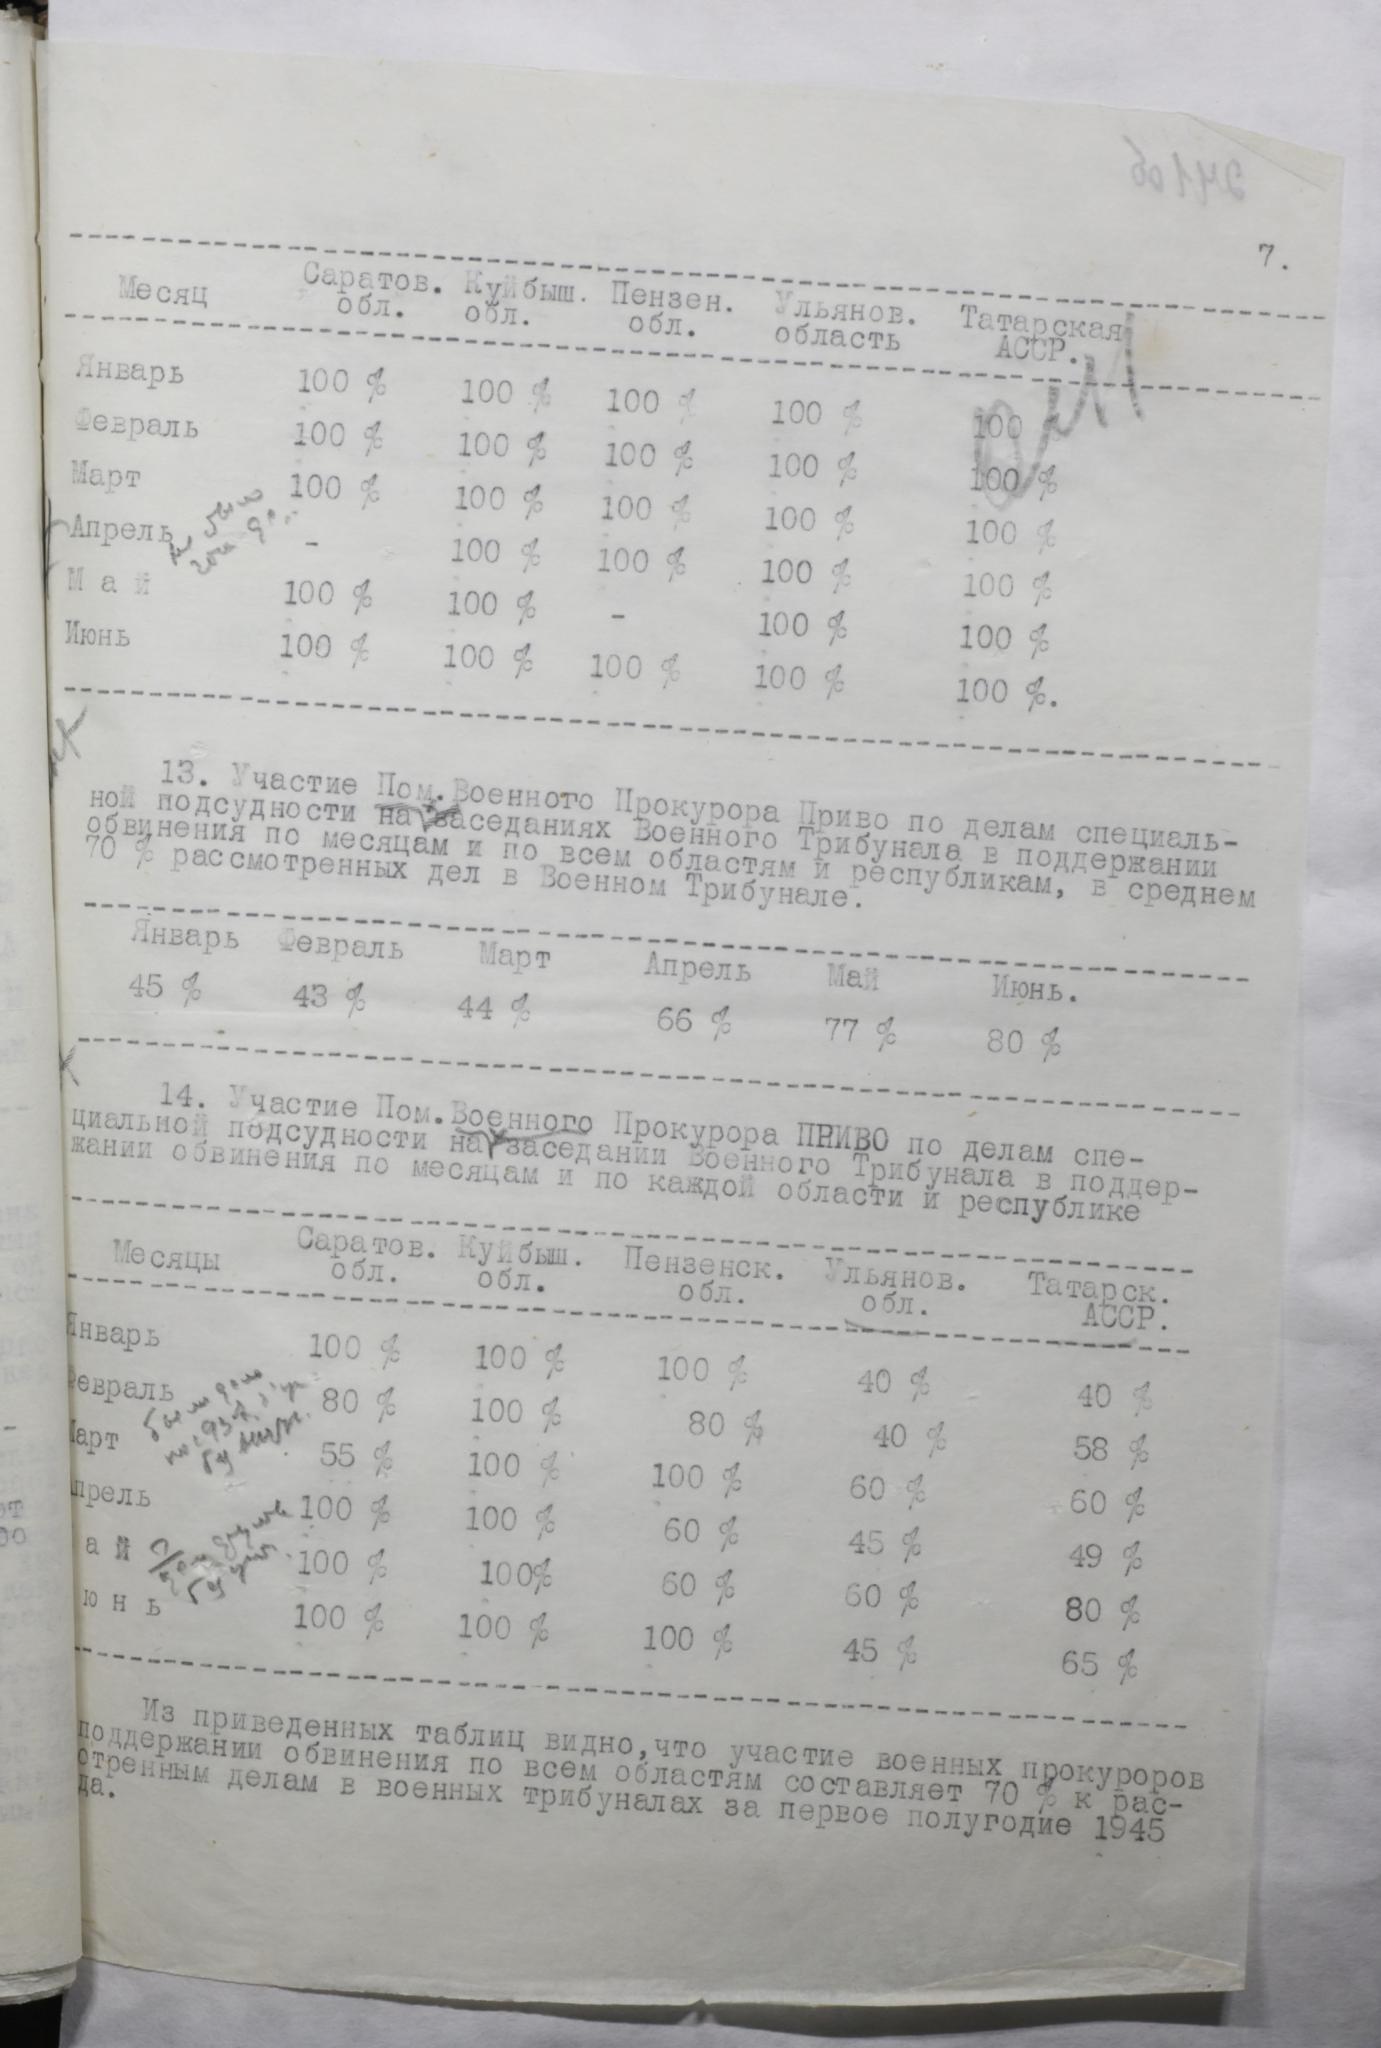 241об
7.
Месяц Саратов. Куйбыш. Пензен. Ульянов. Татарская
обл. обл. обл. область АССР.
Январь 100 % 100 % 100 % 100 % 100
Февраль 100 % 100 % 100 % 100 % 100 %
Март 100 % 100 % 100 % 100 % 100 %
Апрель - 100 % 100 % 100 % 100 %
М а й 100 % 100 % - 100 % 100 %
Июнь 100 % 100 % 100 % 100 % 100 %.
13. Участие Пом.Военного Прокурора Приво по делам специаль-
ной подсудности на заседаниях Военного Трибунала в поддержании
обвинения по месяцам и по всем областям и республикам, в среднем
70 % рассмотренных дел в Военном Трибунале.
Январь Февраль Март Апрель Май Июнь.
45 % 43 % 44 % 66 % 77 % 80 %
14. Участие Пом.Военного Прокурора ПРИВО по делам спе-
циальной подсудности на заседании Военного Трибунала в поддер-
жании обвинения по месяцам и по каждой области и республике
Месяцы Саратов. Куйбыш. Пензенск. Ульянов. Татарск.
обл. обл. обл. обл. АССР.
Январь 100 % 100 % 100 % 40 % 40 %
Февраль 80 % 100 % 80 % 40 % 58 %
Март 55 % 100 % 100 % 60 % 60 %
прель 100 % 100 % 60 % 45 % 49 %
а й 100 % 100% 60 % 60 % 80 %
ю н ь 100 % 100 % 100 % 45 % 65 %
Из приведенных таблиц видно,что участие военных прокуроров
поддержании обвинения по всем областям составляет 70 % к рас-
отренным делам в военных трибуналах за первое полугодие 1945
да.